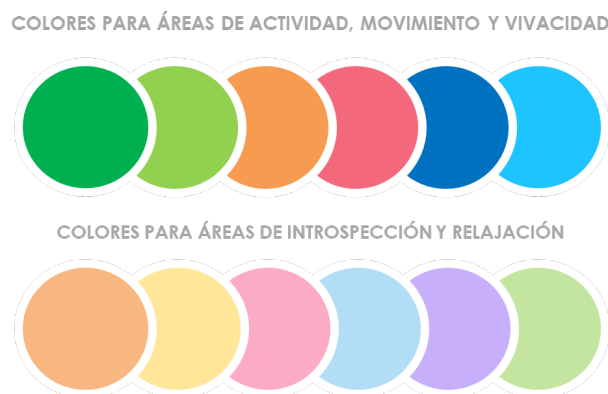 COLORES PARA ÁREAS DE ACTIVIDAD, MOVIMIENTO Y VIVACIDAD
COLORES PARA ÁREAS DE INTROSPECCIÓN Y RELAJACIÓN